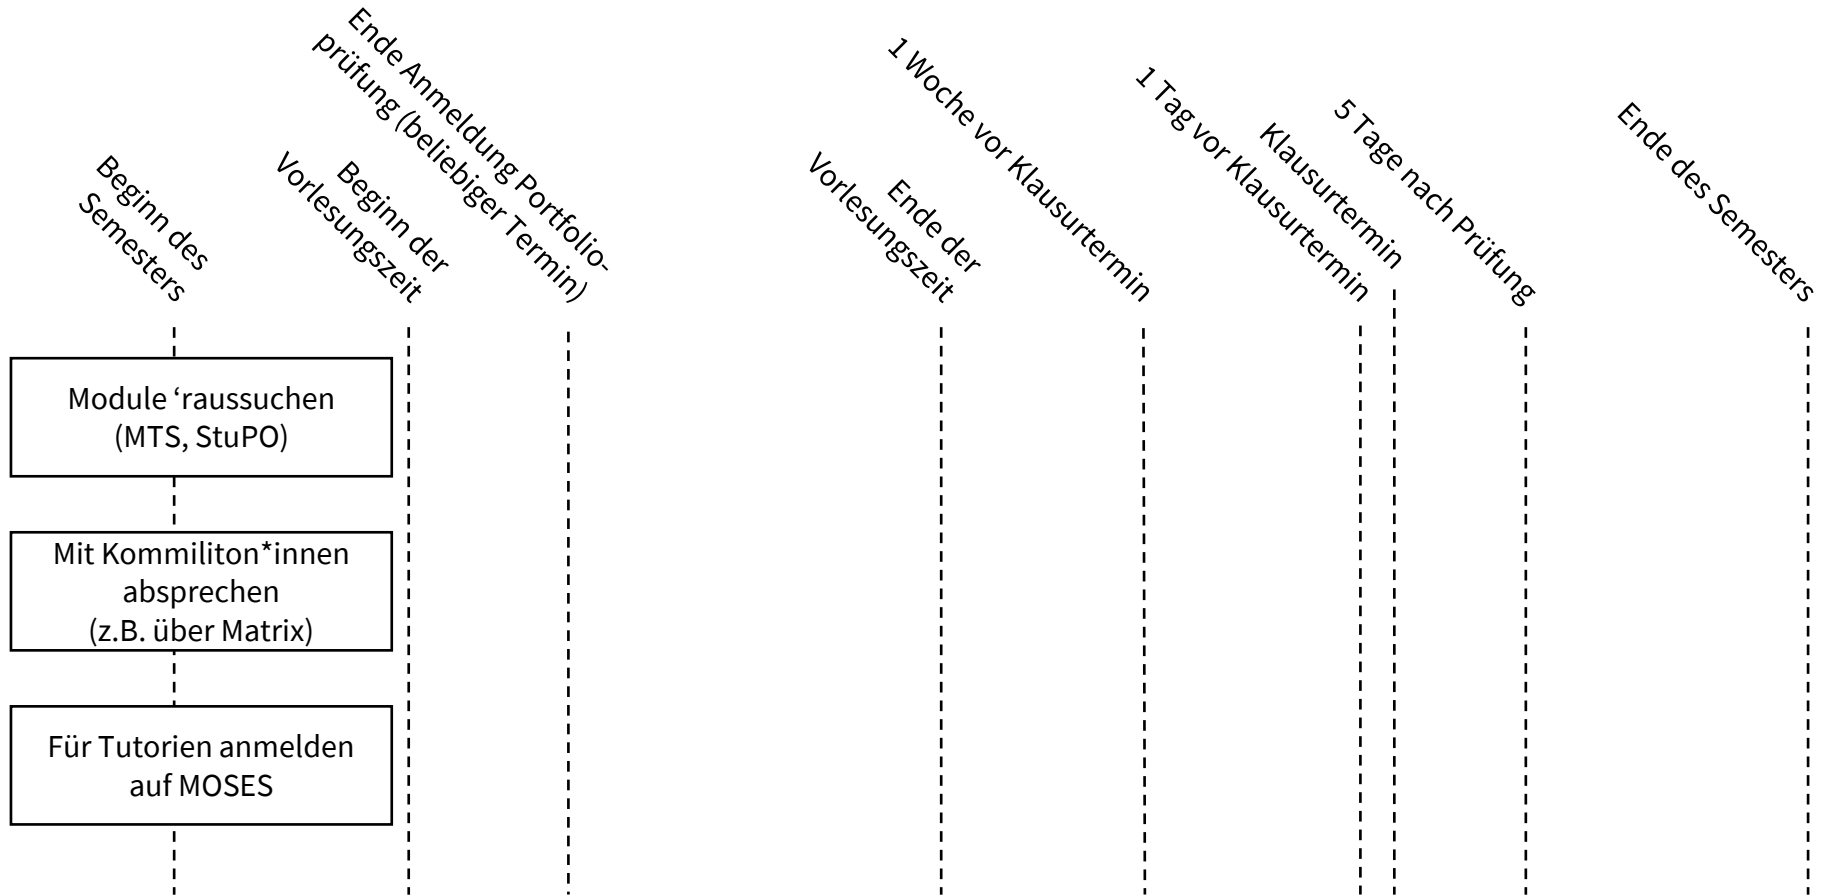 Beginn des
Semesters
Beginn der
Vorlesungszeit
Ende Anmeldung Portfolio-
prüfung (beliebiger Termin)
Ende der
Vorlesungszeit
1 Woche vor Klausurtermin
1 Tag vor Klausurtermin
Klausurtermin
5 Tage nach Prüfung
Ende des Semesters
Module ‘raussuchen
(MTS, StuPO)
Mit Kommiliton*innen
absprechen
(z.B. über Matrix)
Für Tutorien anmelden
auf MOSES